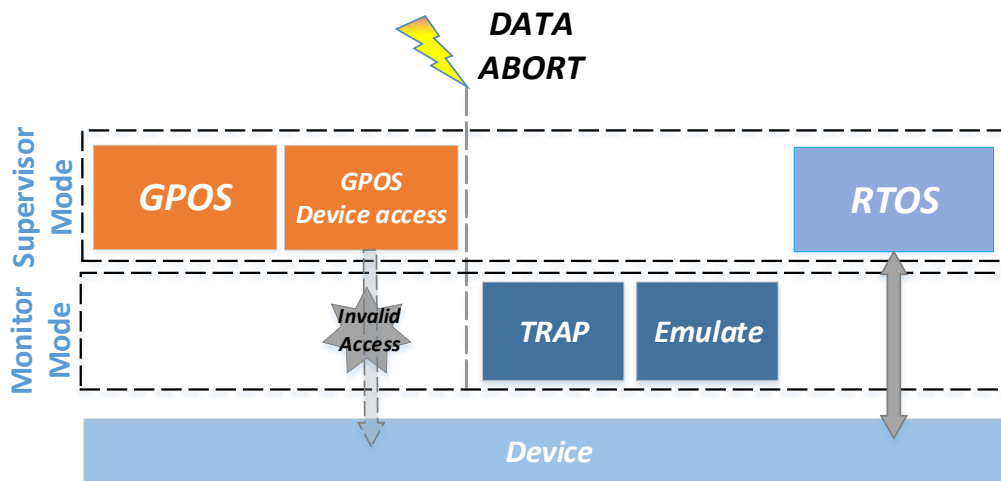 DATA
ABORT
Supervisor
Mode
GPOS
GPOS
Device access
RTOS
Monitor
Mode
Invalid
Access
TRAP
Emulate
Device